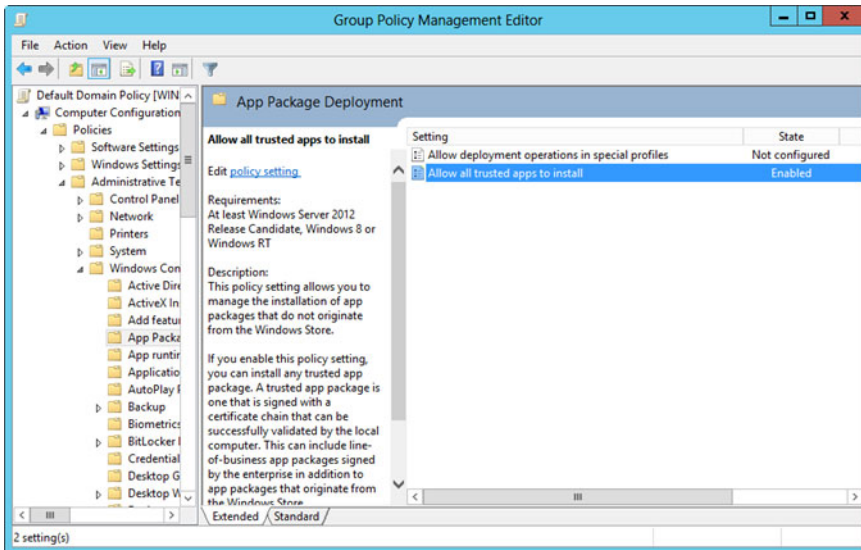 Group Policy Management Editor
File Action View Help
Default Domain Policy [WIN
Computer Configuration
Policies
Software Settings
Windows Settings
Administrative Te
Control Panel
Network
Printers
System
Windows Con
Active Dire
ActiveX In
Add featu
App Packa
App runtir
Applicatio
AutoPlay F
Backup
Biometrics
BitLocker
Credential
Desktop G
Desktop W
App Package Deployment
Allow all trusted apps to install
Edit policy setting
Requirements:
At least Windows Server 2012
Release Candidate, Windows 8 or
Windows RT
Description:
This policy setting allows you to
manage the installation of app
packages that do not originate
from the Windows Store.
If you enable this policy setting,
you can install any trusted app
package. A trusted app package is
one that is signed with a
certificate chain that can be
successfully validated by the local
computer. This can include line-
of-business app packages signed
by the enterprise in addition to
app packages that originate from
the Windows Store
Setting State
Allow deployment operations in special profiles Not configured
Allow all trusted apps to install Enabled
Extended Standard
2 setting(s)